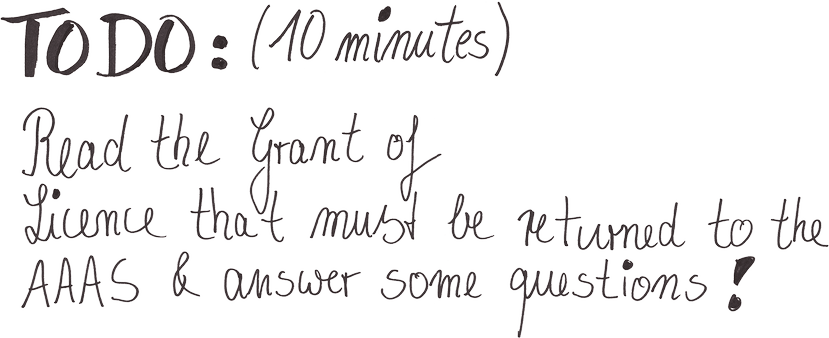 TODO: (10 minutes)
Read the Grant of
Licence that must be returned to the
AAAS & answer some questions!